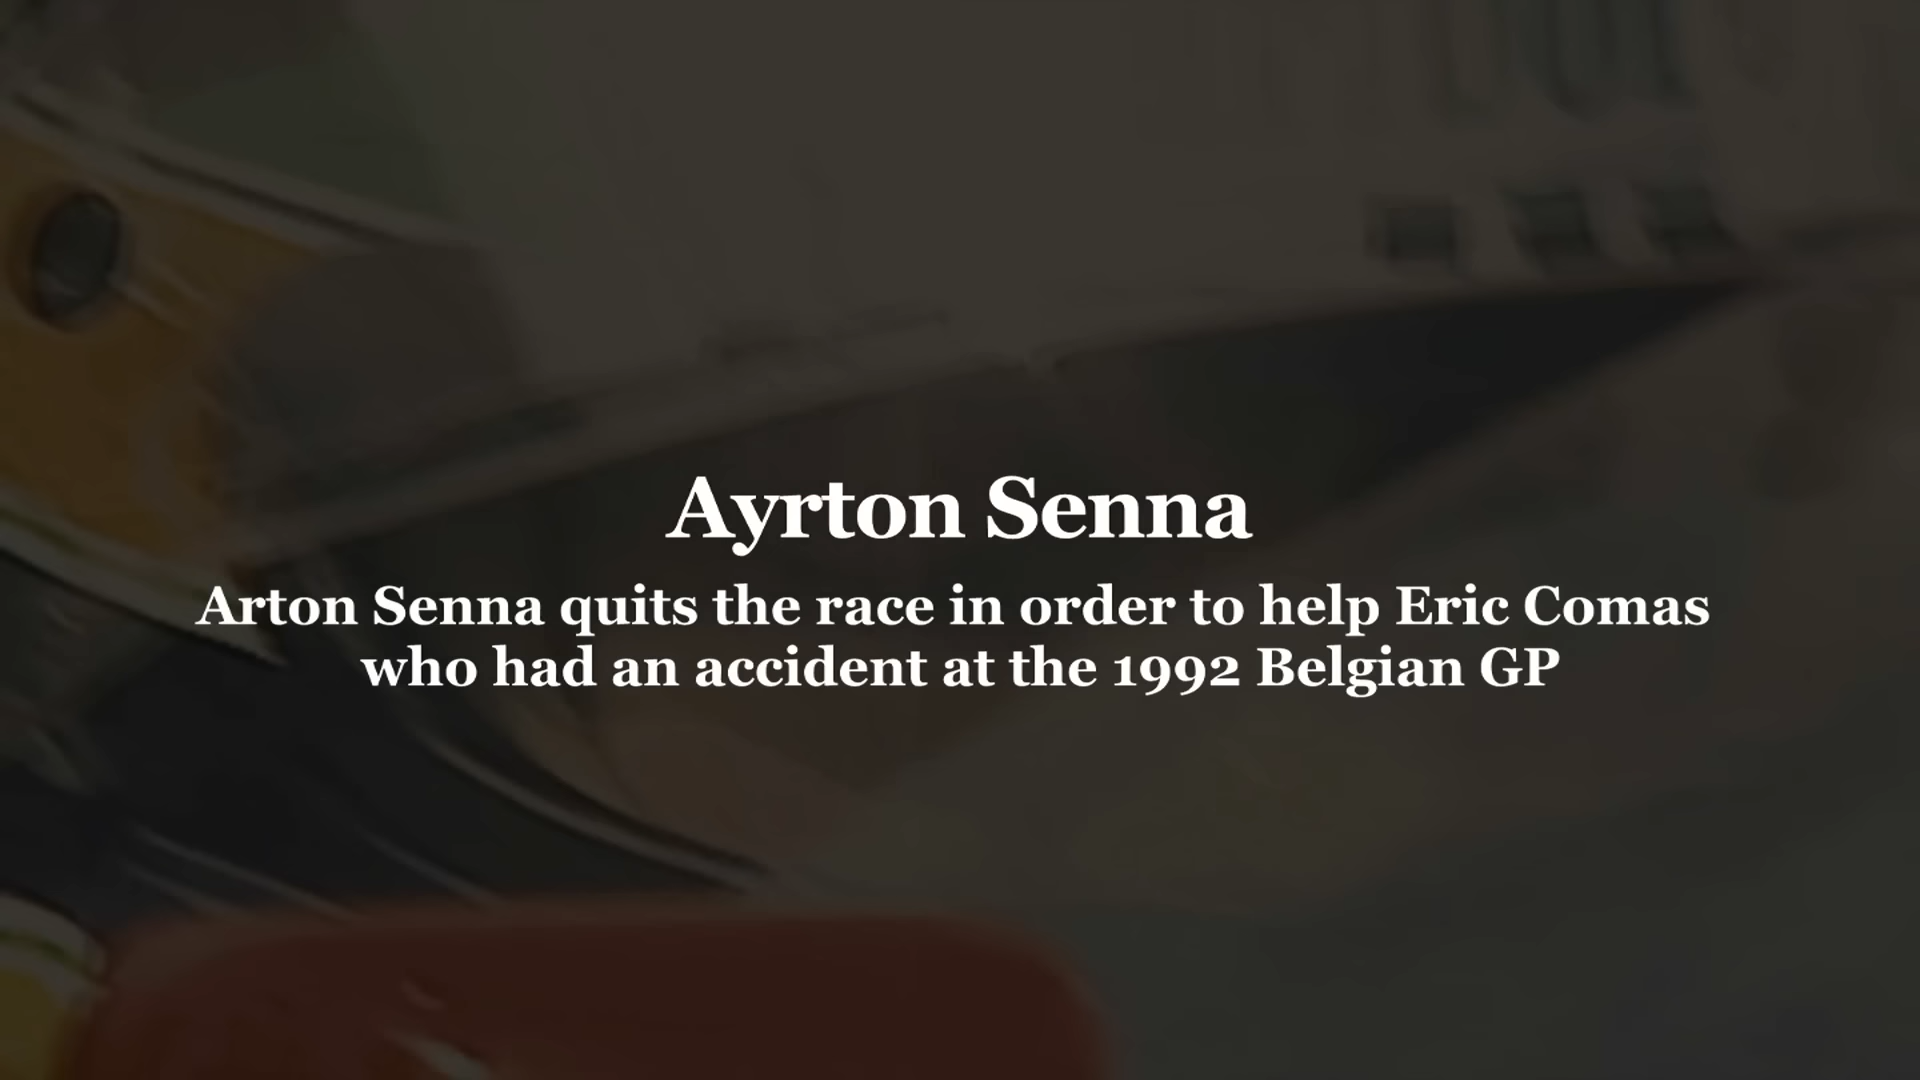 Ayrton Senna
Arton Senna quits the race in order to help Eric Comas
who had an accident at the 1992 Belgian GP